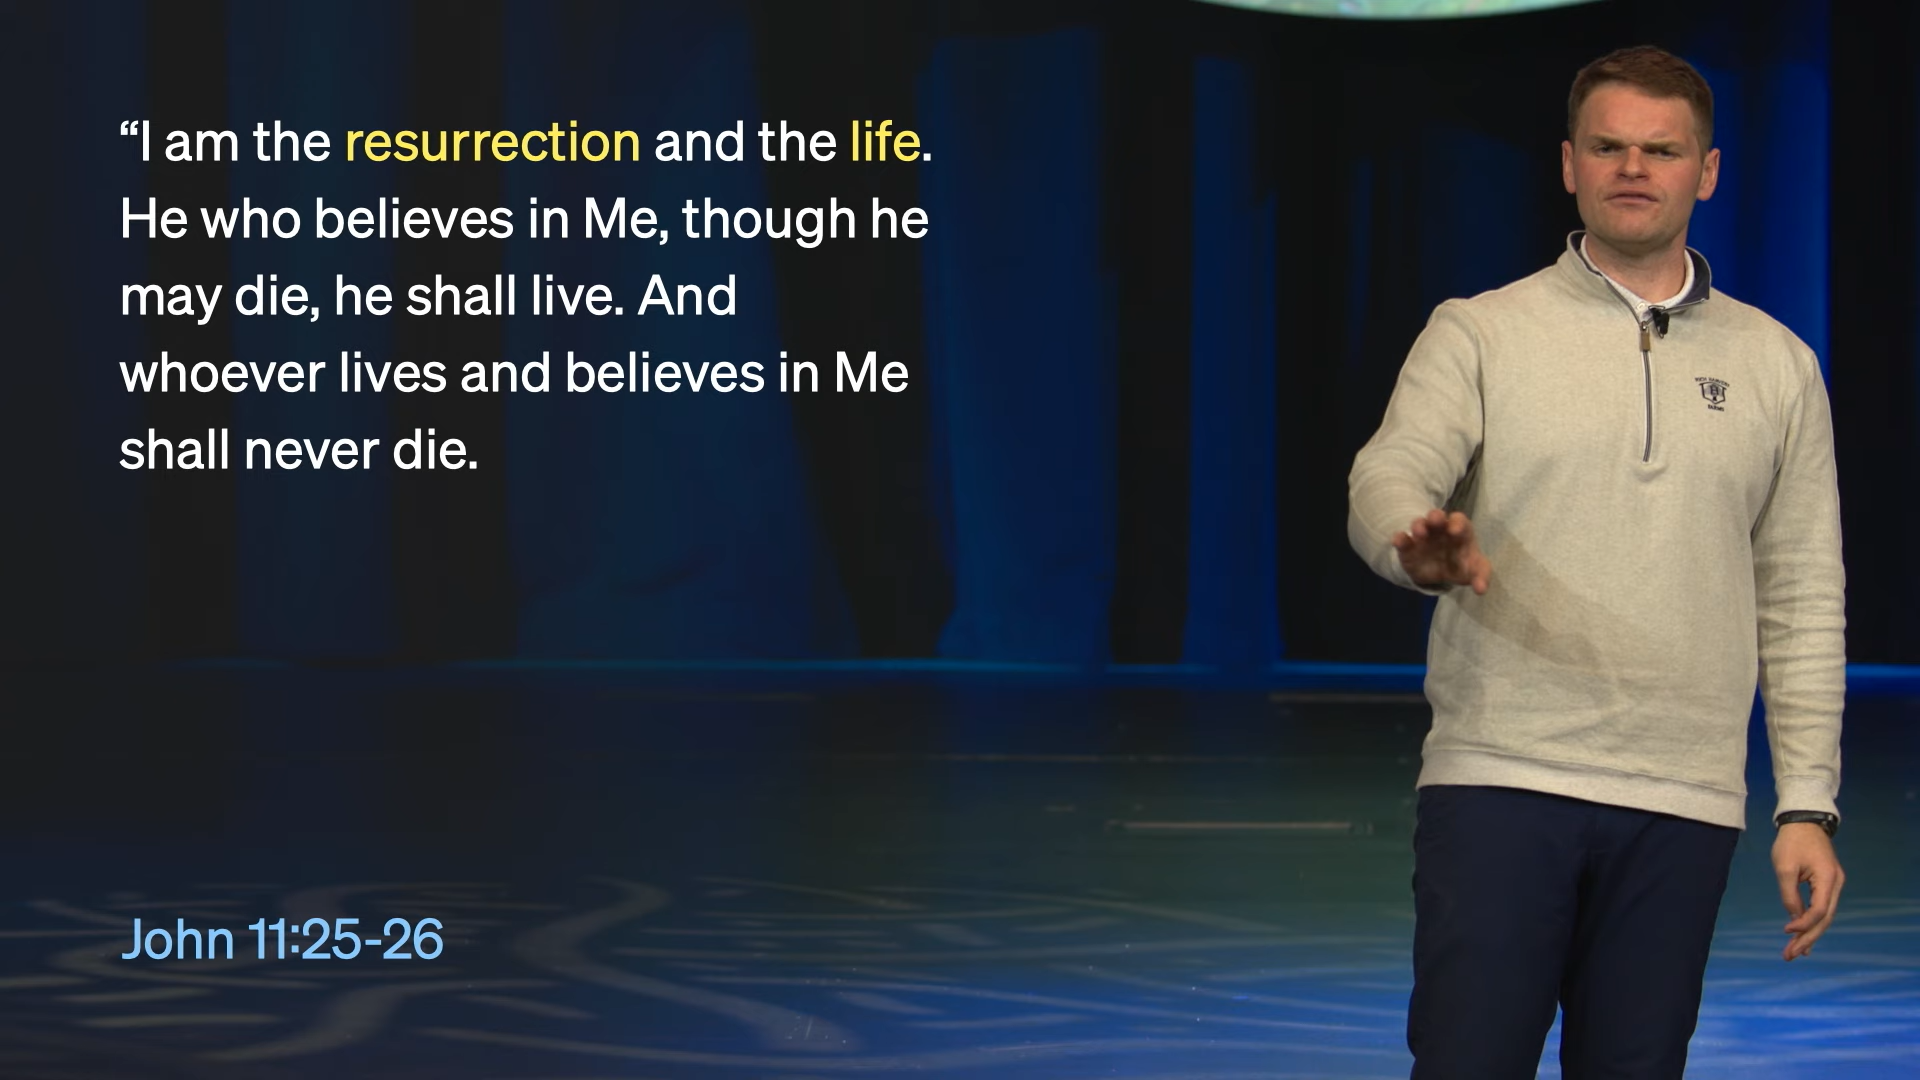 “I am the resurrection and the life.
He who believes in Me, though he
may die, he shall live. And
whoever lives and believes in Me
shall never die.
John 11:25-26